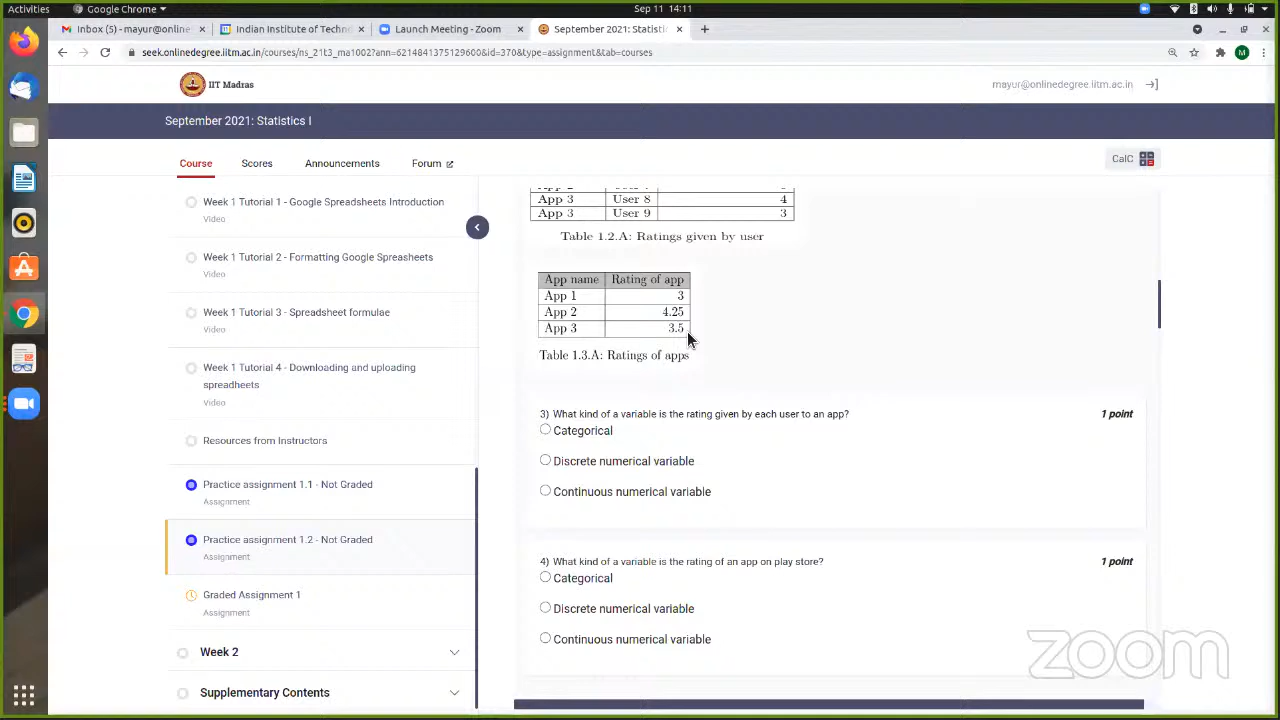 Activities Google Chrome Sep 11 14:11
Inbox (5) - mayur@online Indian Institute of Techn Launch Meeting - Zoom September 2021: Statistic
seek.onlinedegree.iitm.ac.in/courses/ns_21t3_ma1002?ann=6214841375129600&id=370&type=assignment&tab=courses M
IIT Madras mayur@onlinedegree.iitm.ac.in
September 2021: Statistics I
Course Scores Announcements Forum CalC
Week 1 Tutorial 1 - Google Spreadsheets Introduction
Video
Week 1 Tutorial 2 - Formatting Google Spreasheets
Video
Week 1 Tutorial 3 - Spreadsheet formulae
Video
Week 1 Tutorial 4 - Downloading and uploading
spreadheets
Video
Resources from Instructors
Practice assignment 1.1 - Not Graded
Assignment
Practice assignment 1.2 - Not Graded
Assignment
Graded Assignment 1
Assignment
Week 2
Supplementary Contents
App 3 User 8 4
App 3 User 9 3
Table 1.2.A: Ratings given by user
App name Rating of app
App 1 3
App 2 4.25
App 3 3.5
Table 1.3.A: Ratings of apps
3) What kind of a variable is the rating given by each user to an app? 1 point
Categorical
Discrete numerical variable
Continuous numerical variable
4) What kind of a variable is the rating of an app on play store? 1 point
Categorical
Discrete numerical variable
Continuous numerical variable
zoom